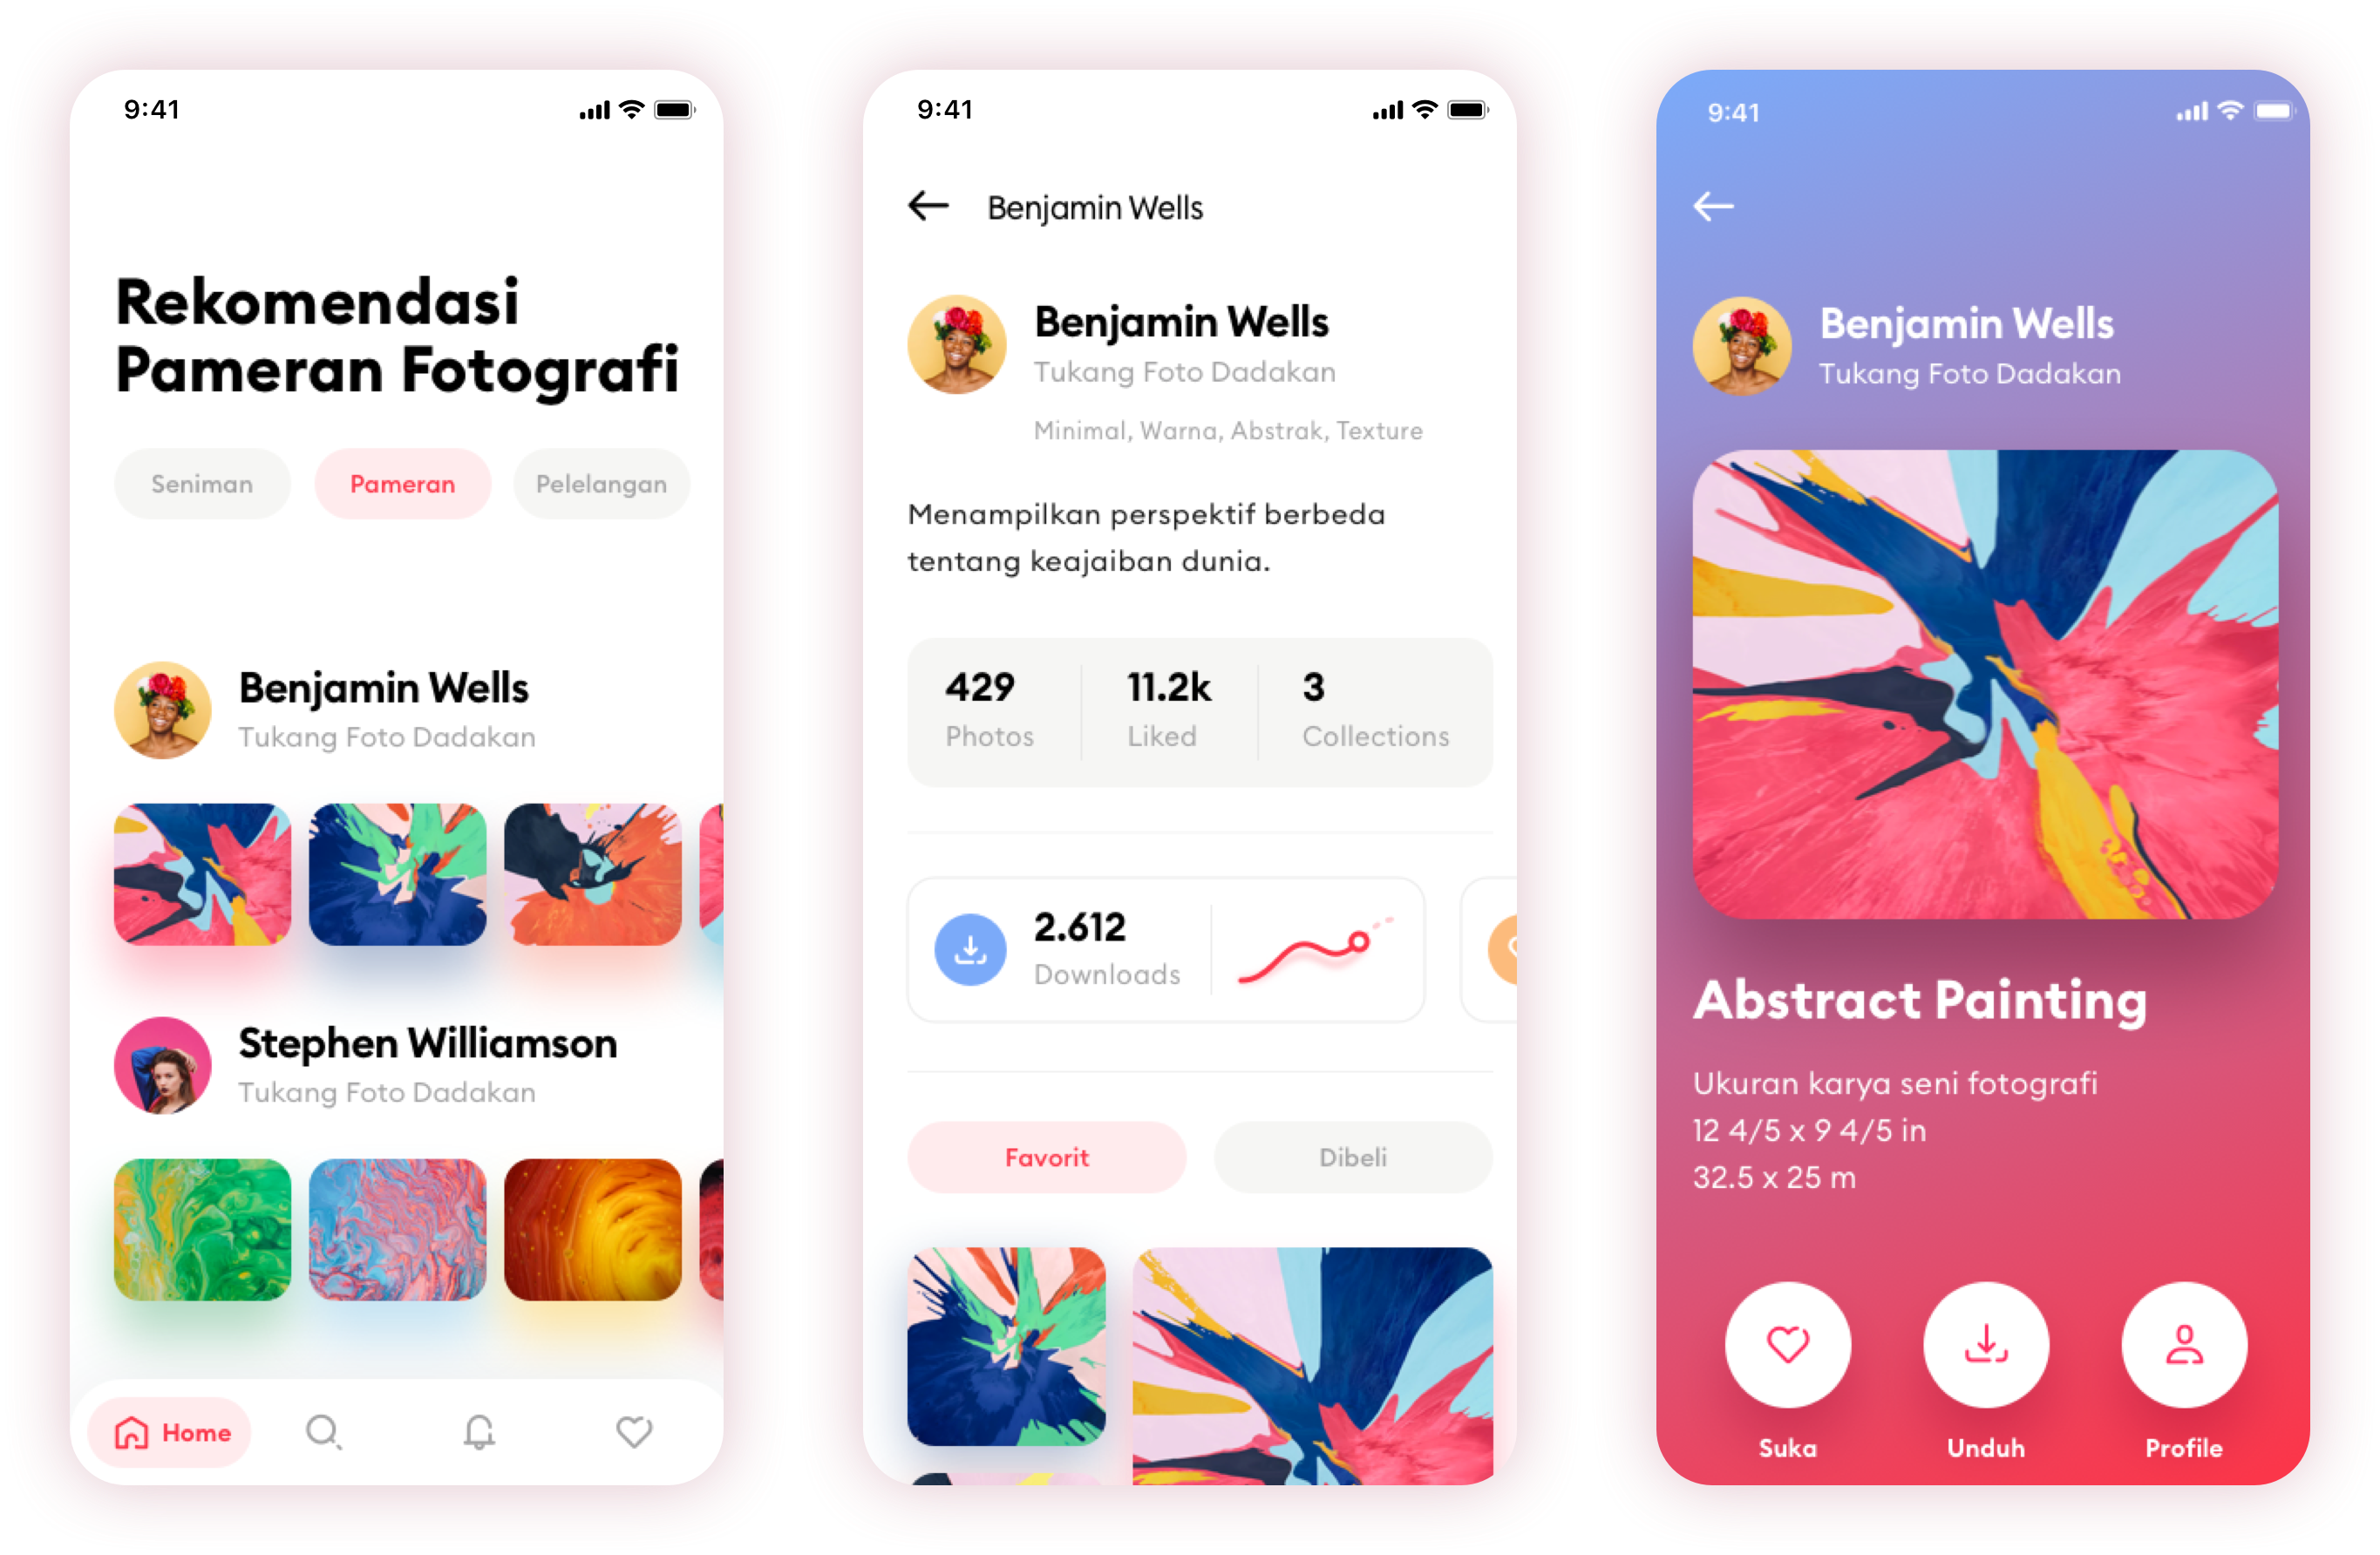 9:41
Rekomendasi
Pameran Fotografi
Seniman Pameran Pelelangan
Benjamin Wells
Tukang Foto Dadakan
Stephen Williamson
Tukang Foto Dadakan
Home
9:41
Benjamin Wells
Benjamin Wells
Tukang Foto Dadakan
Minimal, Warna, Abstrak, Texture
Menampilkan perspektif berbeda
tentang keajaiban dunia.
429 11.2k 3
Photos Liked Collections
2.612
Downloads
Favorit Dibeli
9:41
Benjamin Wells
Tukang Foto Dadakan
Abstract Painting
Ukuran karya seni fotografi
12 4/5 x 9 4/5 in
32.5 x 25 m
Suka Unduh Profile